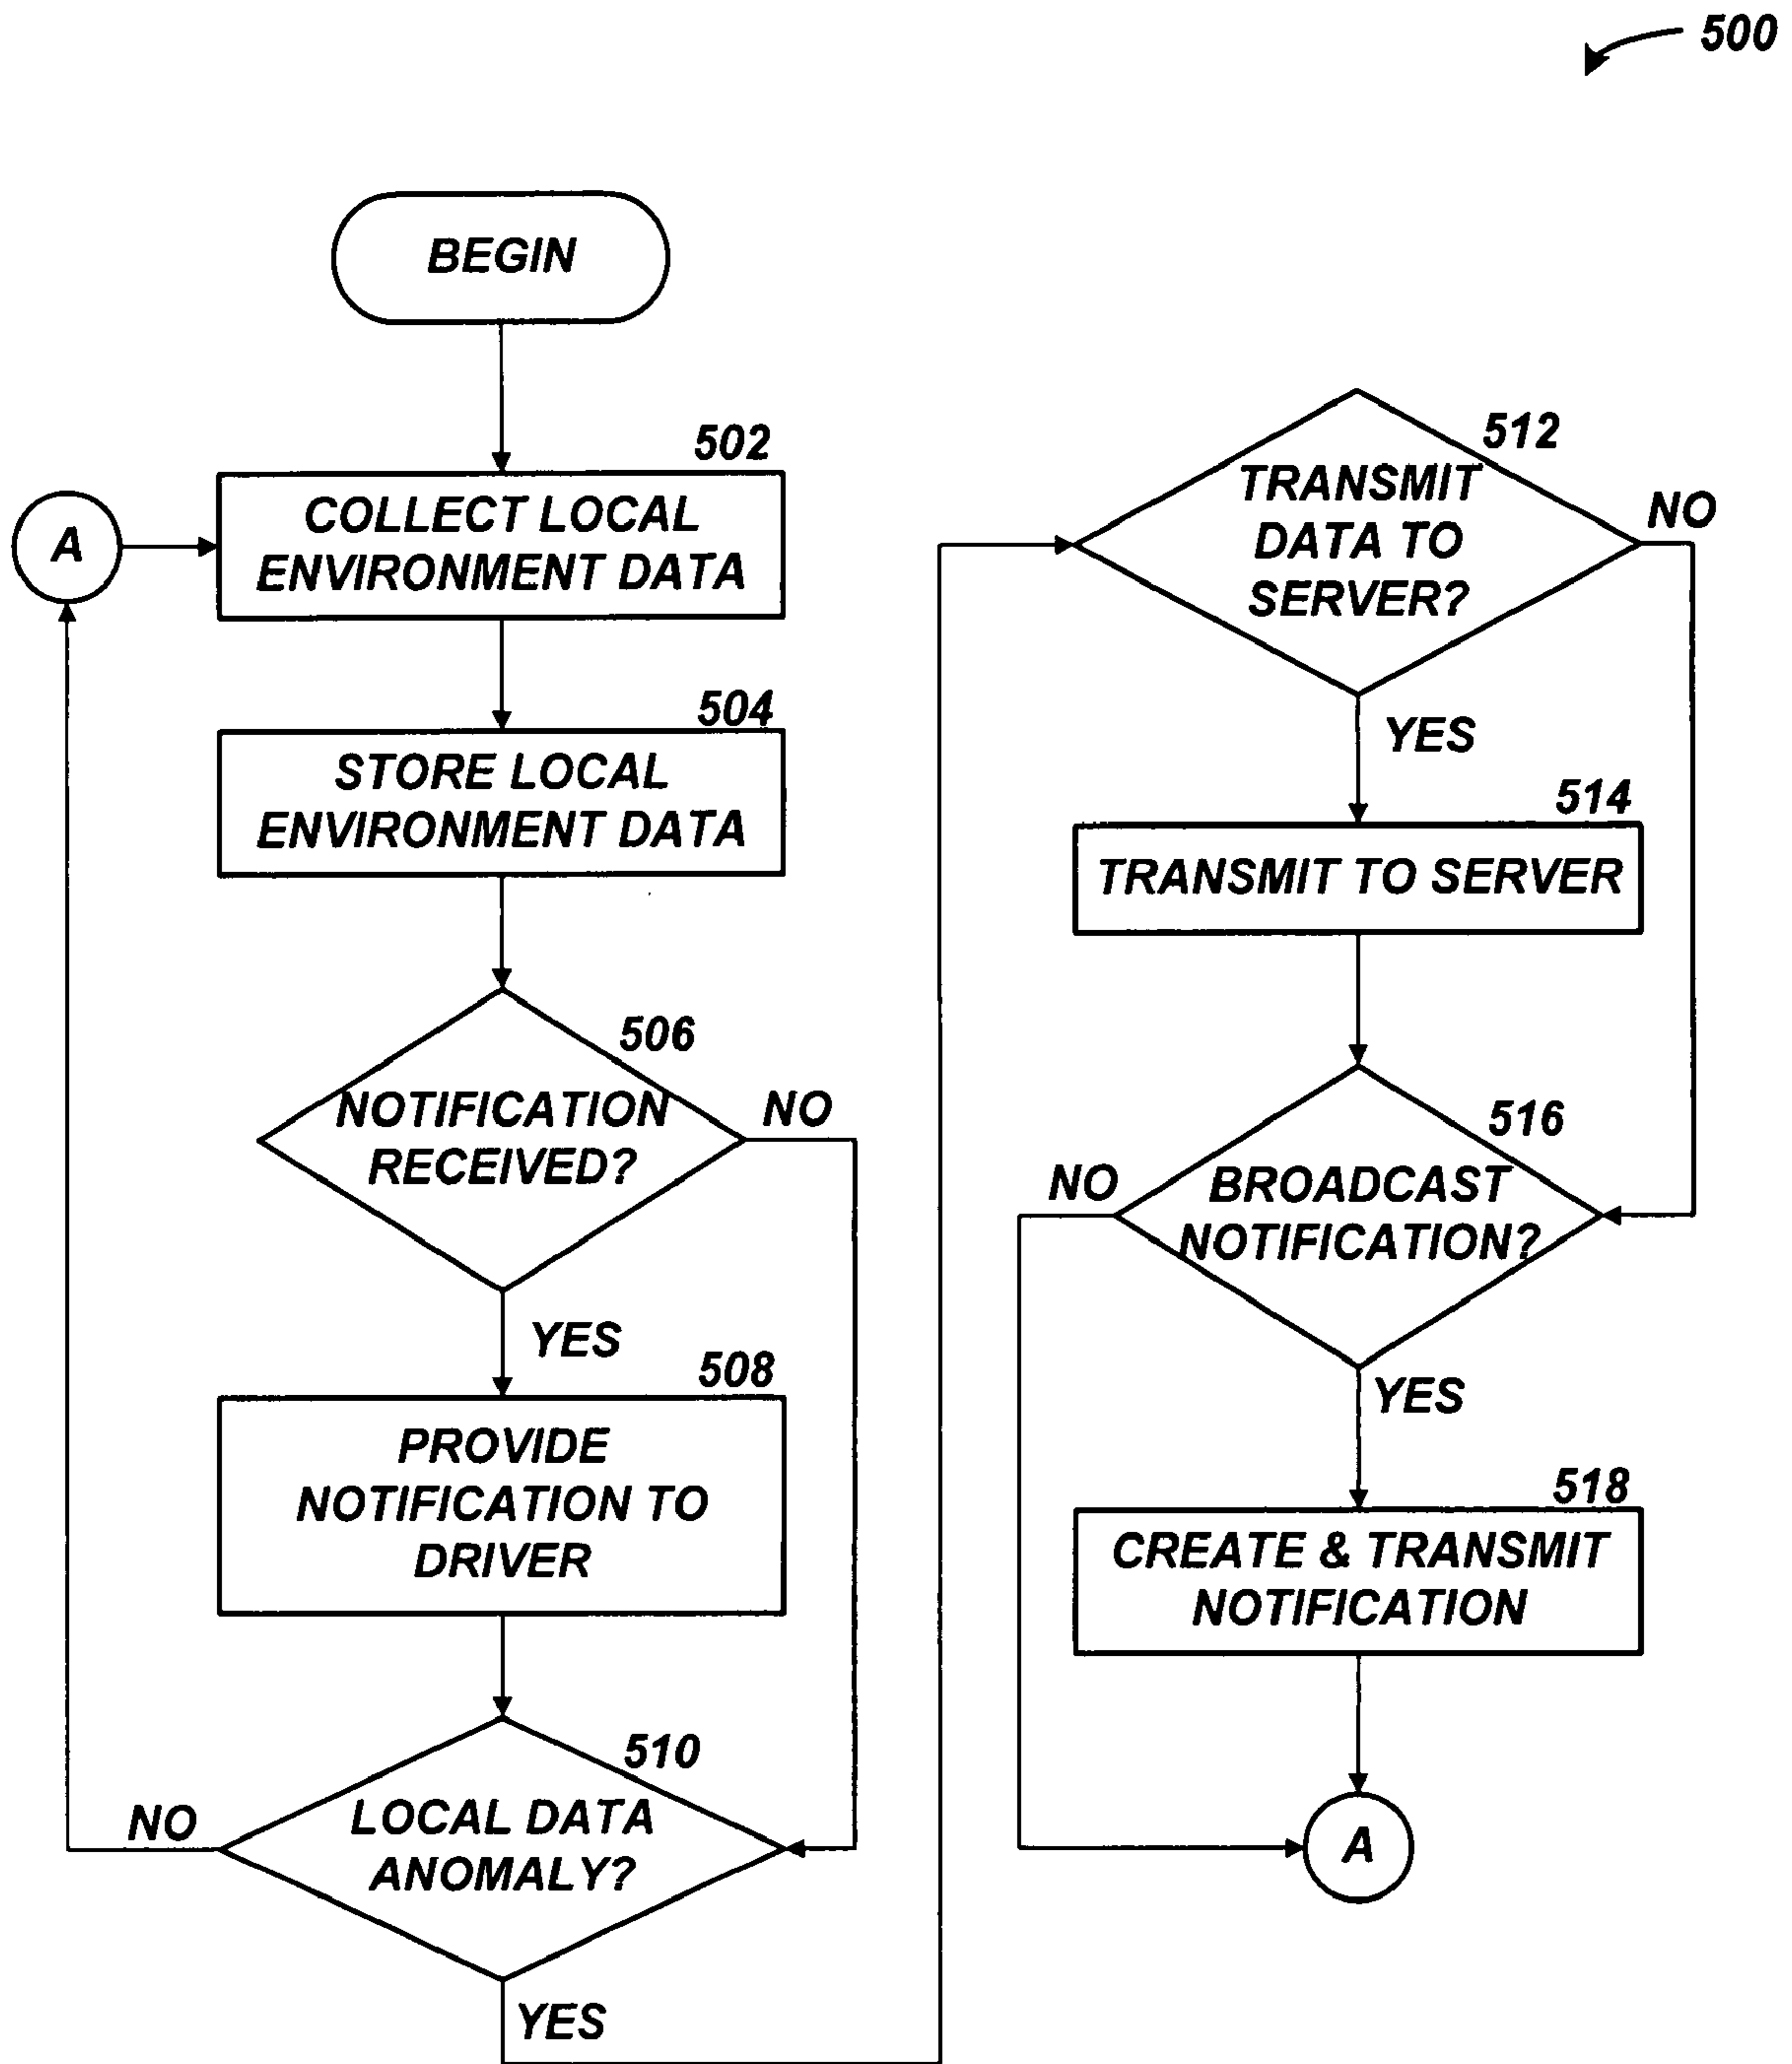 500
BEGIN
502
COLLECT LOCAL
ENVIRONMENT DATA
A
504
STORE LOCAL
ENVIRONMENT DATA
506
NOTIFICATION
RECEIVED?
NO
YES
508
PROVIDE
NOTIFICATION TO
DRIVER
510
LOCAL DATA
ANOMALY?
NO
YES
512
TRANSMIT
DATA TO
SERVER?
NO
YES
514
TRANSMIT TO SERVER
516
BROADCAST
NOTIFICATION?
NO
YES
518
CREATE & TRANSMIT
NOTIFICATION
A